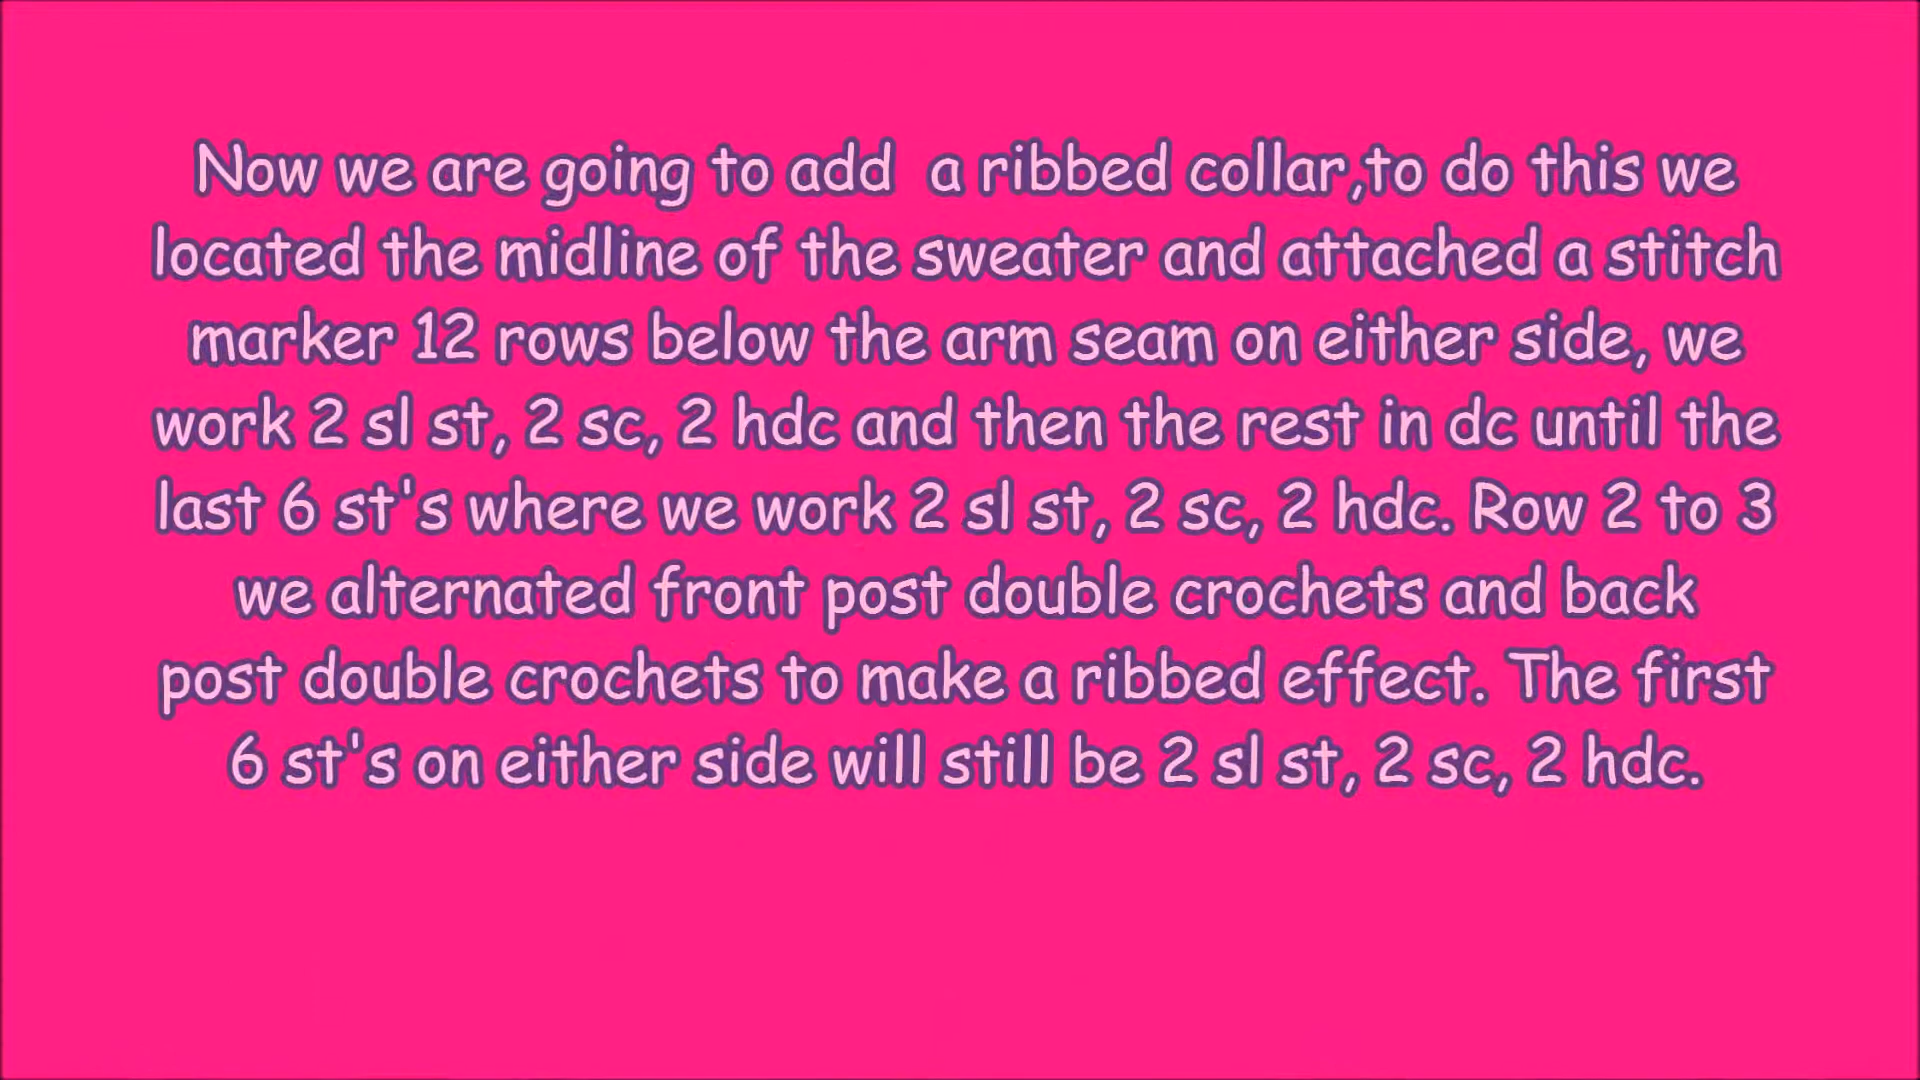 Now we are going to add  a ribbed collar,to do this we
located the midline of the sweater and attached a stitch
marker 12 rows below the arm seam on either side, we
work 2 sl st, 2 sc, 2 hdc and then the rest in dc until the
last 6 st's where we work 2 sl st, 2 sc, 2 hdc. Row 2 to 3
we alternated front post double crochets and back
post double crochets to make a ribbed effect. The first
6 st's on either side will still be 2 sl st, 2 sc, 2 hdc.